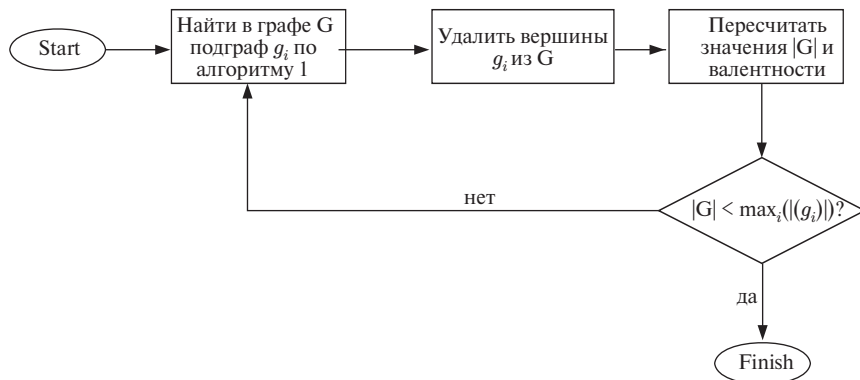 Start
Найти в графе G
подграф gᵢ по
алгоритму 1
Удалить вершины
gᵢ из G
Пересчитать
значения |G| и
валентности
нет
|G| < maxᵢ(|(gᵢ)|)?
да
Finish